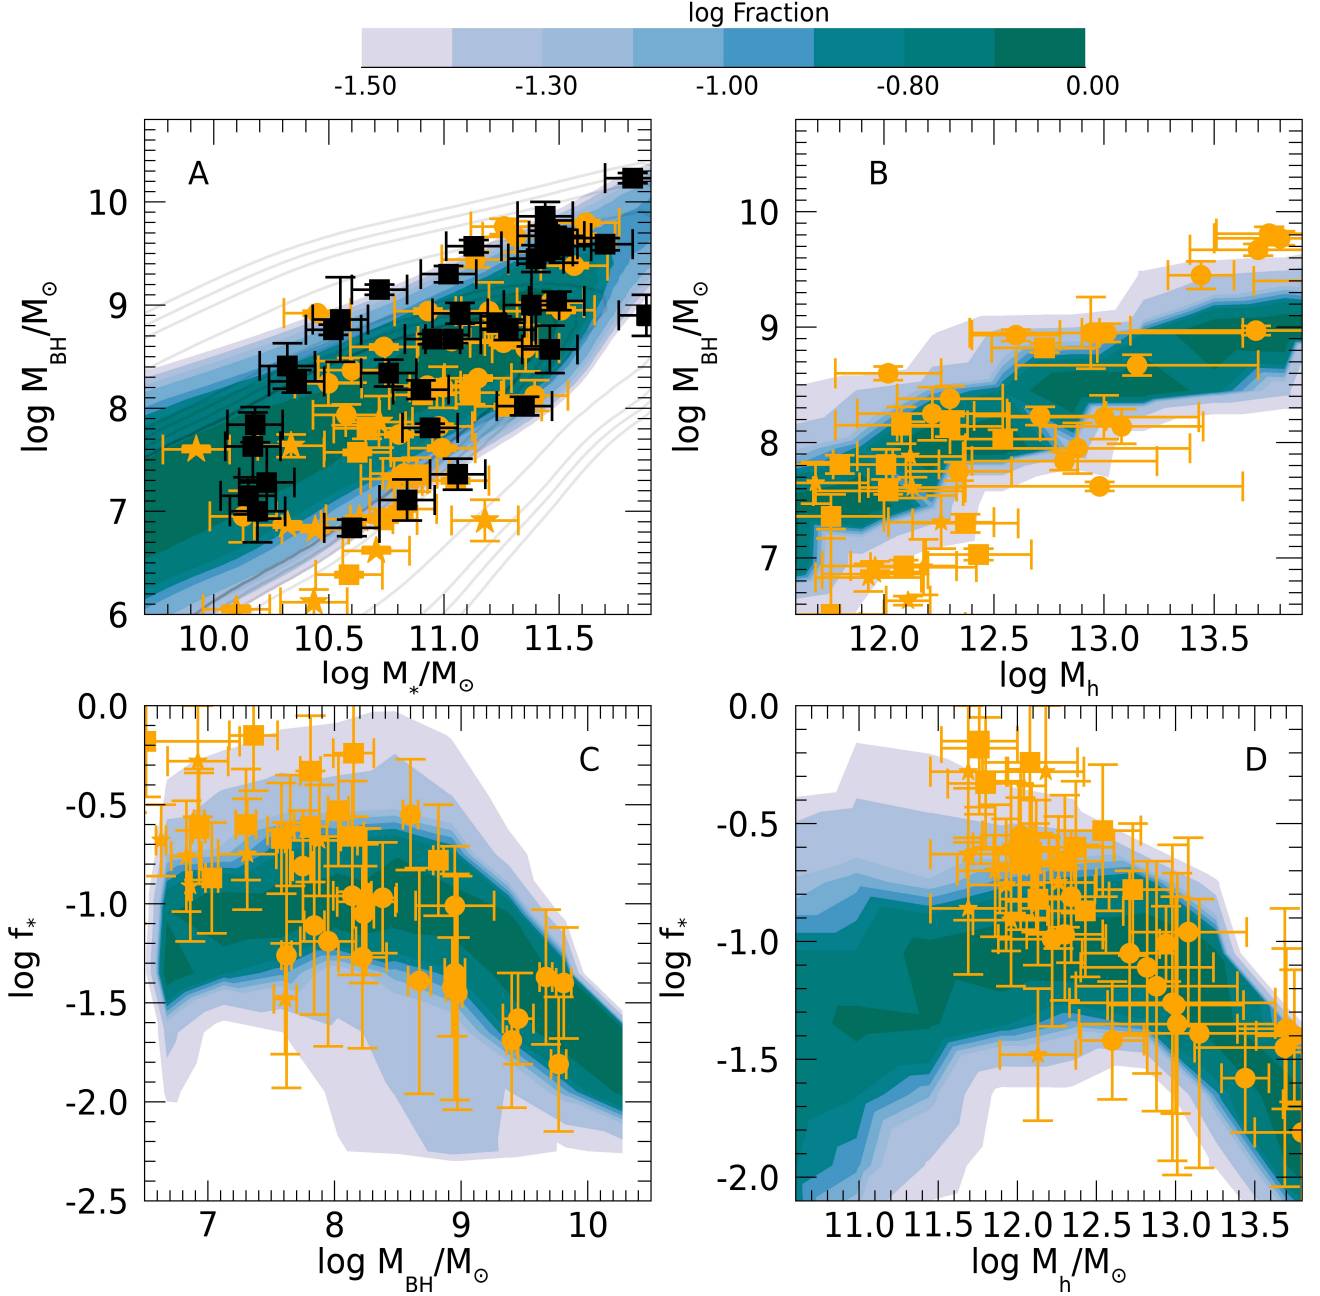 log Fraction
-1.50 -1.30 -1.00 -0.80 0.00
A
log M_BH/M_⊙
10
9
8
7
6
10.0 10.5 11.0 11.5
log M_*/M_⊙
B
log M_BH/M_⊙
10
9
8
7
12.0 12.5 13.0 13.5
log M_h
C
log f_*
0.0
-0.5
-1.0
-1.5
-2.0
-2.5
7 8 9 10
log M_BH/M_⊙
D
log f_*
0.0
-0.5
-1.0
-1.5
-2.0
11.0 11.5 12.0 12.5 13.0 13.5
log M_h/M_⊙